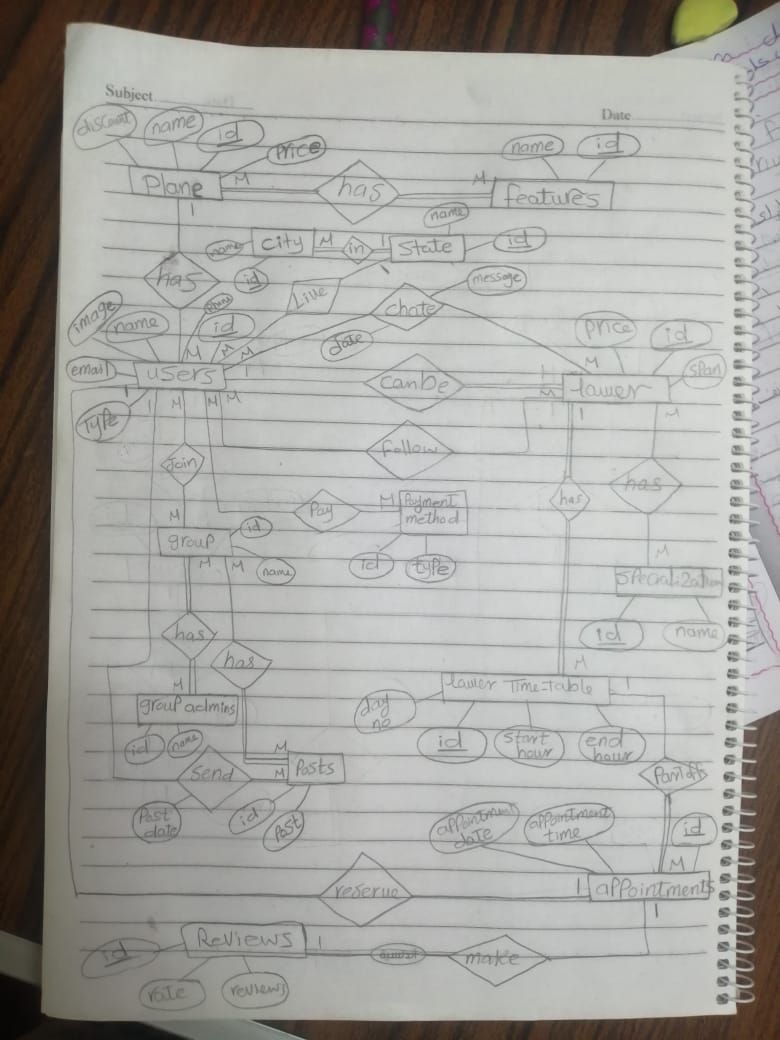 Subject
Date
discount
name
id
Price
name
id
Plane
M
has
M
features
1
name
name
City
M
in
1
State
id
has
id
Live
message
chate
image
name
id
date
Price
id
M
M
M
M
email
users
1
canbe
1
lawer
span
1
M
Type
1
M
M
M
follow
1
M
Join
has
has
Pay
M
Payment
method
M
id
group
M
M
name
id
type
M
specialization
id
name
has
has
M
M
lawer Time-table
1
group admins
day
no
id
start
hour
end
hour
id
name
M
Send
M
Posts
Part off
Post
date
id
Post
appointment
date
appointment
time
id
M
reserve
1
appointments
1
Reviews
1
make
id
rate
reviews